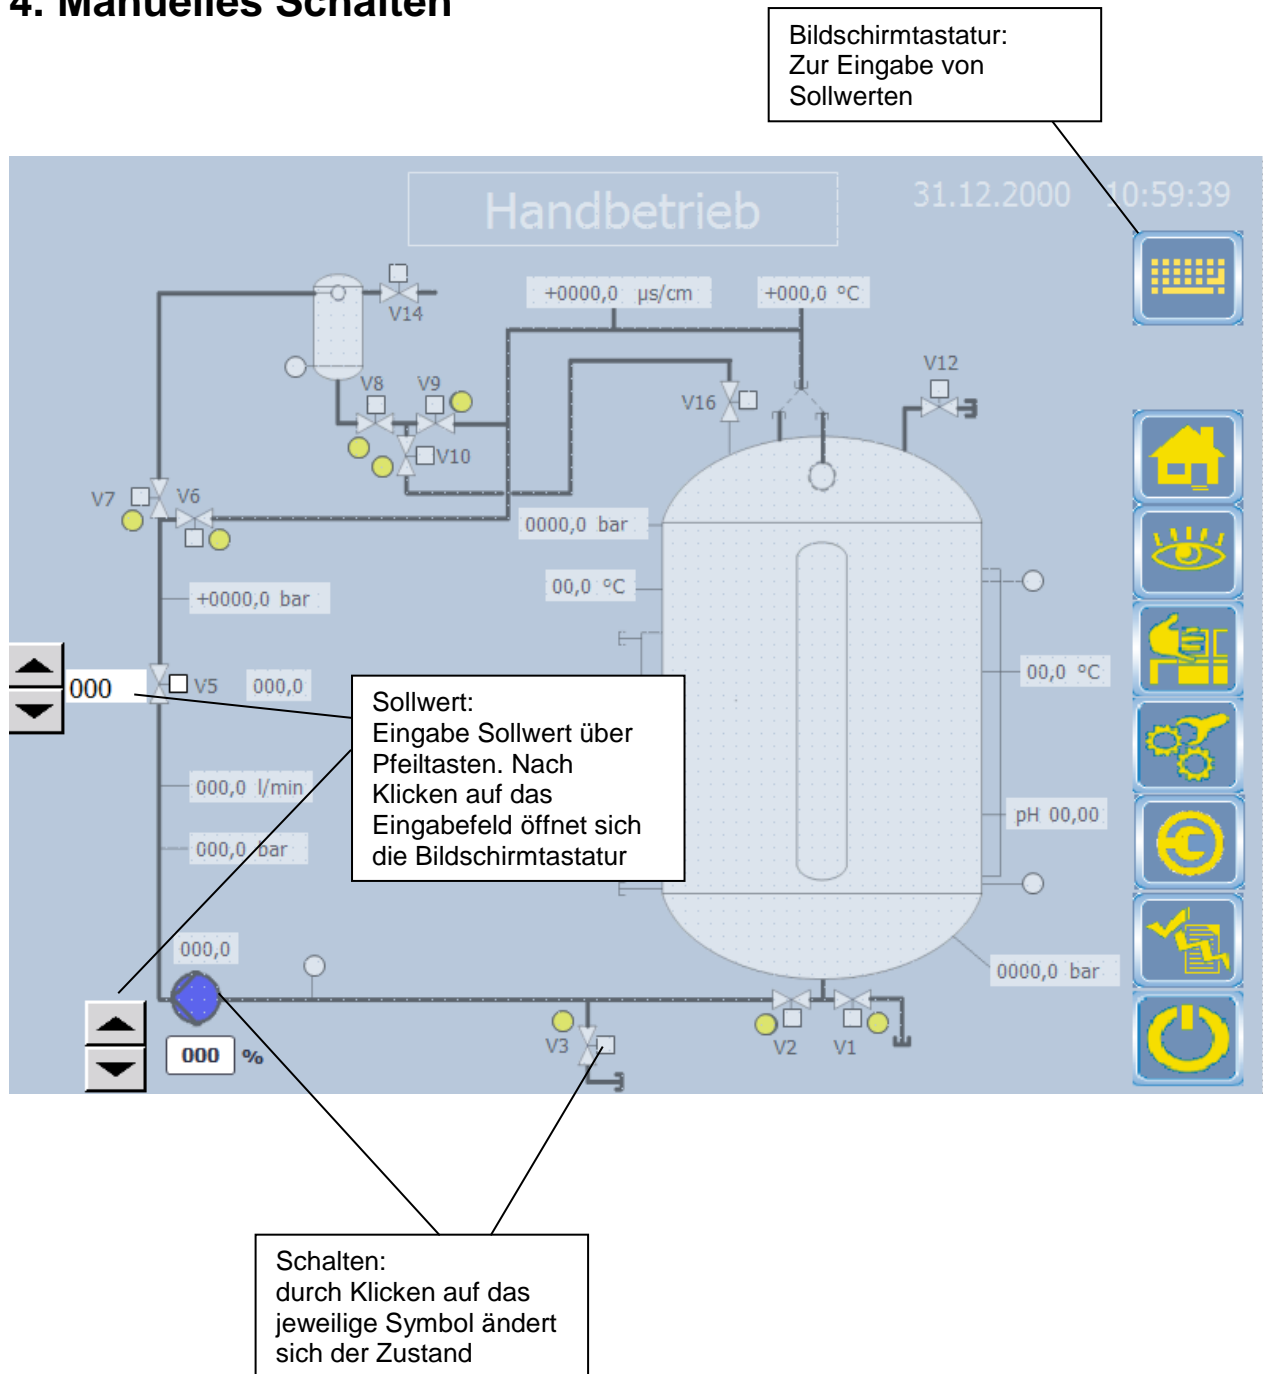 4. Manuelles Schalten
Bildschirmtastatur:
Zur Eingabe von
Sollwerten
Handbetrieb
31.12.2000 10:59:39
+0000,0 µs/cm
+000,0 °C
V14
V12
V8
V9
V16
V10
V7
V6
0000,0 bar
00,0 °C
+0000,0 bar
000
V5
000,0
00,0 °C
Sollwert:
Eingabe Sollwert über
Pfeiltasten. Nach
Klicken auf das
Eingabefeld öffnet sich
die Bildschirmtastatur
000,0 l/min
pH 00,00
000,0 bar
000,0
0000,0 bar
V3
V2
V1
000 %
Schalten:
durch Klicken auf das
jeweilige Symbol ändert
sich der Zustand